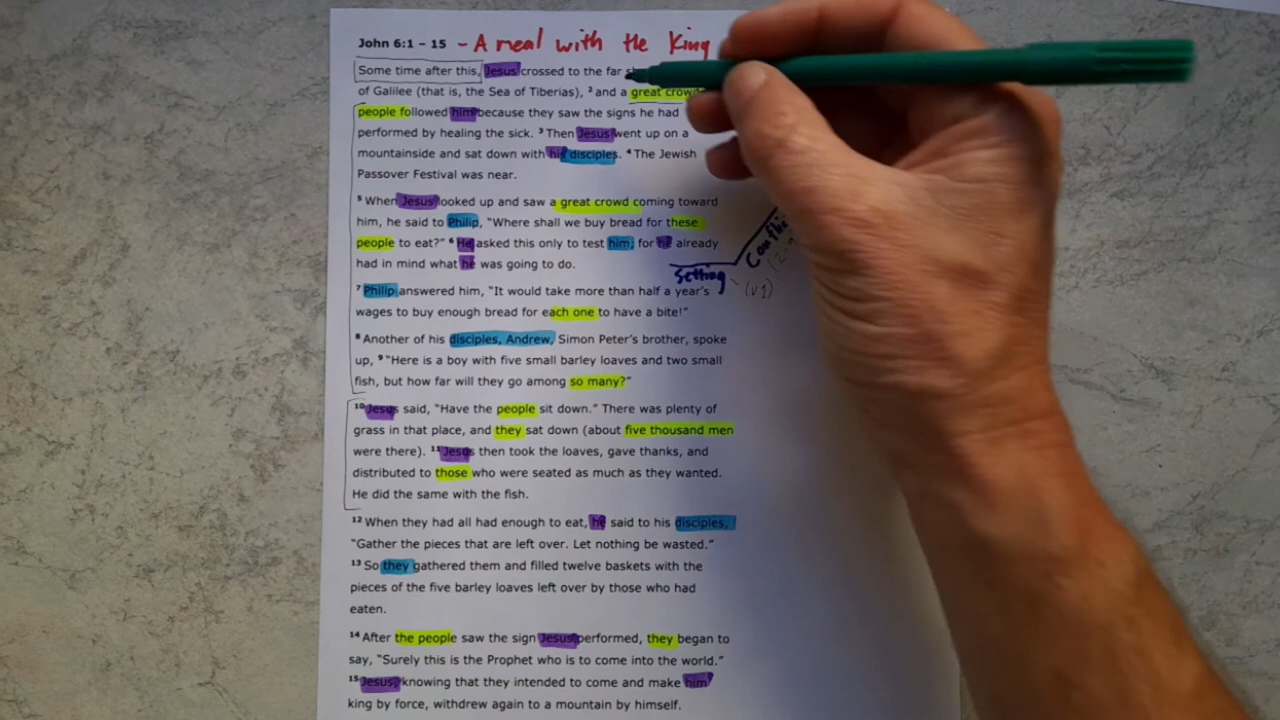 John 6:1 – 15 - A meal with the King
Some time after this, Jesus crossed to the far
of Galilee (that is, the Sea of Tiberias), 2 and a great crowd
people followed him because they saw the signs he had
performed by healing the sick. 3 Then Jesus went up on a
mountainside and sat down with his disciples. 4 The Jewish
Passover Festival was near.
5 When Jesus looked up and saw a great crowd coming toward
him, he said to Philip, "Where shall we buy bread for these
people to eat?" 6 He asked this only to test him, for he already
had in mind what he was going to do.
Setting
(v1)
7 Philip answered him, "It would take more than half a year's
wages to buy enough bread for each one to have a bite!"
8 Another of his disciples, Andrew, Simon Peter's brother, spoke
up, 9 "Here is a boy with five small barley loaves and two small
fish, but how far will they go among so many?"
10 Jesus said, "Have the people sit down." There was plenty of
grass in that place, and they sat down (about five thousand men
were there). 11 Jesus then took the loaves, gave thanks, and
distributed to those who were seated as much as they wanted.
He did the same with the fish.
12 When they had all had enough to eat, he said to his disciples,
"Gather the pieces that are left over. Let nothing be wasted."
13 So they gathered them and filled twelve baskets with the
pieces of the five barley loaves left over by those who had
eaten.
14 After the people saw the sign Jesus performed, they began to
say, "Surely this is the Prophet who is to come into the world."
15 Jesus, knowing that they intended to come and make him
king by force, withdrew again to a mountain by himself.